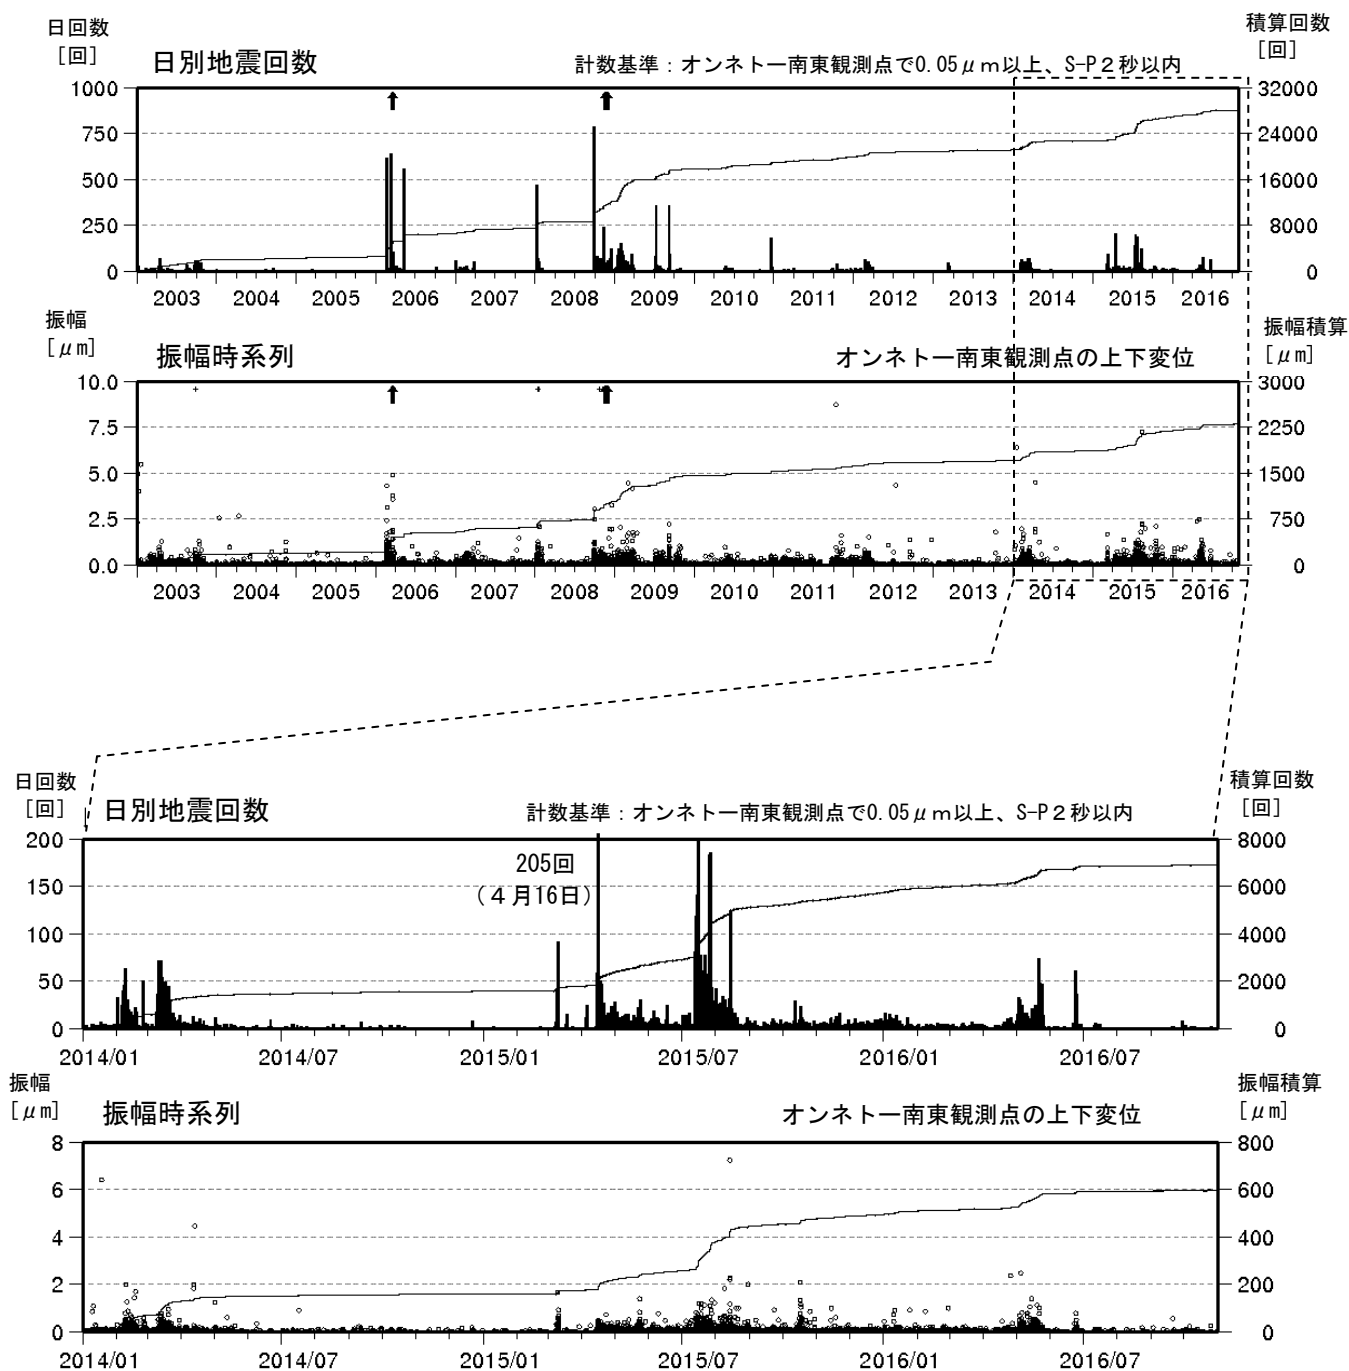 日回数
[回]
日別地震回数
計数基準：オンネトー南東観測点で0.05μm以上、S-P２秒以内
積算回数
[回]
1000
750
500
250
0
32000
24000
16000
8000
0
2003 2004 2005 2006 2007 2008 2009 2010 2011 2012 2013 2014 2015 2016
振幅
[μm]
振幅時系列
オンネトー南東観測点の上下変位
振幅積算
[μm]
10.0
7.5
5.0
2.5
0.0
3000
2250
1500
750
0
2003 2004 2005 2006 2007 2008 2009 2010 2011 2012 2013 2014 2015 2016
日回数
[回]
日別地震回数
計数基準：オンネトー南東観測点で0.05μm以上、S-P２秒以内
積算回数
[回]
205回
（４月16日）
200
150
100
50
0
8000
6000
4000
2000
0
2014/01 2014/07 2015/01 2015/07 2016/01 2016/07
振幅
[μm]
振幅時系列
オンネトー南東観測点の上下変位
振幅積算
[μm]
8
6
4
2
0
800
600
400
200
0
2014/01 2014/07 2015/01 2015/07 2016/01 2016/07